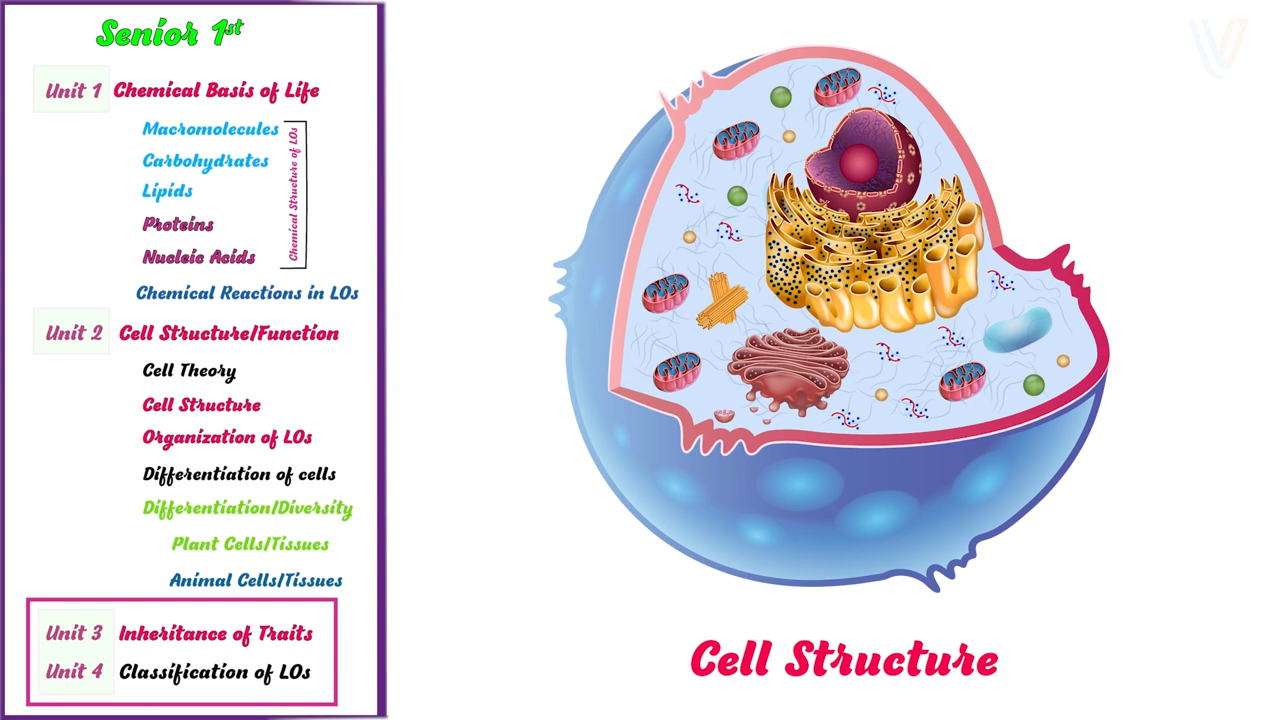 Senior 1st
Unit 1 Chemical Basis of Life
Macromolecules
Carbohydrates
Lipids
Proteins
Nucleic Acids
Chemical Structure of LOs
Chemical Reactions in LOs
Unit 2 Cell Structure/Function
Cell Theory
Cell Structure
Organization of LOs
Differentiation of cells
Differentiation/Diversity
Plant Cells/Tissues
Animal Cells/Tissues
Unit 3 Inheritance of Traits
Unit 4 Classification of LOs
Cell Structure